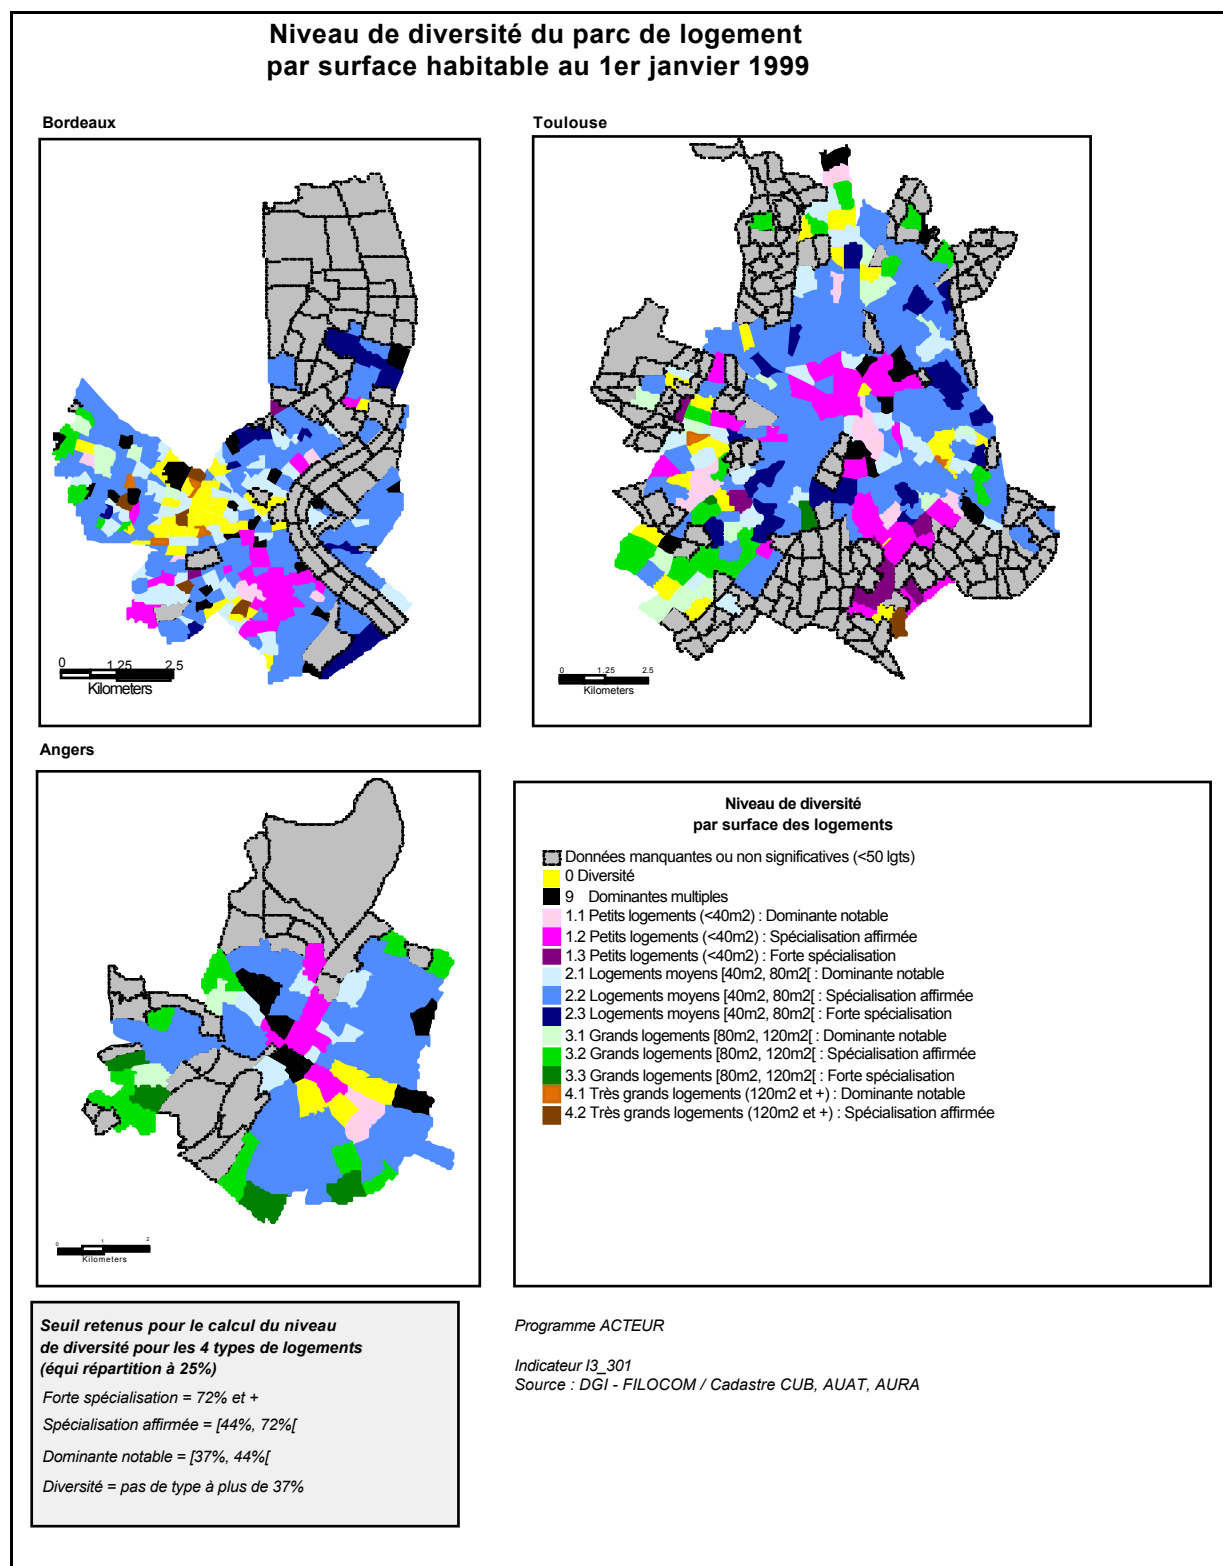 Niveau de diversité du parc de logement
par surface habitable au 1er janvier 1999
Bordeaux
Toulouse
0 1.25 2.5
Kilometers
0 1.25 2.5
Kilometers
Angers
0 1 2
Kilometers
Niveau de diversité
par surface des logements
Données manquantes ou non significatives (<50 lgts)
0 Diversité
9 Dominantes multiples
1.1 Petits logements (<40m2) : Dominante notable
1.2 Petits logements (<40m2) : Spécialisation affirmée
1.3 Petits logements (<40m2) : Forte spécialisation
2.1 Logements moyens [40m2, 80m2[ : Dominante notable
2.2 Logements moyens [40m2, 80m2[ : Spécialisation affirmée
2.3 Logements moyens [40m2, 80m2[ : Forte spécialisation
3.1 Grands logements [80m2, 120m2[ : Dominante notable
3.2 Grands logements [80m2, 120m2[ : Spécialisation affirmée
3.3 Grands logements [80m2, 120m2[ : Forte spécialisation
4.1 Très grands logements (120m2 et +) : Dominante notable
4.2 Très grands logements (120m2 et +) : Spécialisation affirmée
Seuil retenus pour le calcul du niveau
de diversité pour les 4 types de logements
(équi répartition à 25%)
Forte spécialisation = 72% et +
Spécialisation affirmée = [44%, 72%[
Dominante notable = [37%, 44%[
Diversité = pas de type à plus de 37%
Programme ACTEUR
Indicateur I3_301
Source : DGI - FILOCOM / Cadastre CUB, AUAT, AURA